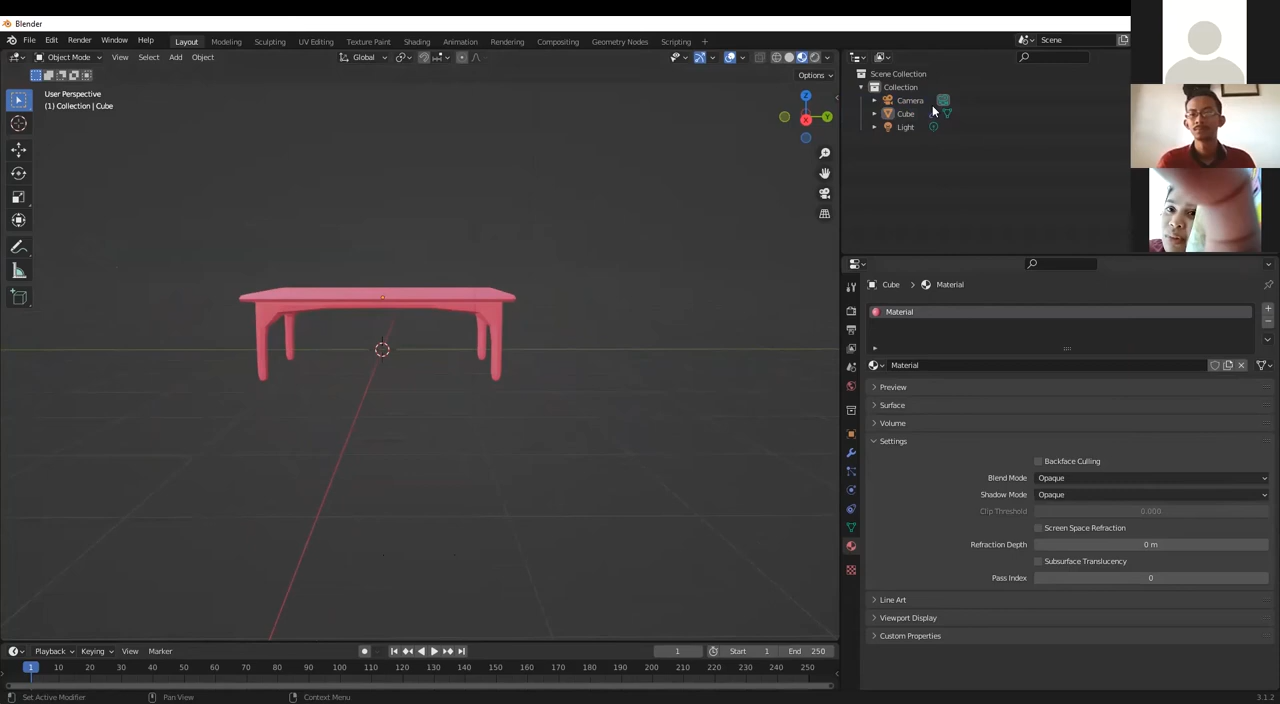 Blender
File Edit Render Window Help Layout Modeling Sculpting UV Editing Texture Paint Shading Animation Rendering Compositing Geometry Nodes Scripting + Scene
Object Mode View Select Add Object Global
Options
User Perspective
(1) Collection | Cube
Z
Y
X
Scene Collection
Collection
Camera
Cube
Light
Cube > Material
Material
Material
Preview
Surface
Volume
Settings
Backface Culling
Blend Mode Opaque
Shadow Mode Opaque
Clip Threshold 0.000
Screen Space Refraction
Refraction Depth 0 m
Subsurface Translucency
Pass Index 0
Line Art
Viewport Display
Custom Properties
Playback Keying View Marker 1 Start 1 End 250
1 10 20 30 40 50 60 70 80 90 100 110 120 130 140 150 160 170 180 190 200 210 220 230 240 250
Set Active Modifier Pan View Context Menu 3.1.2